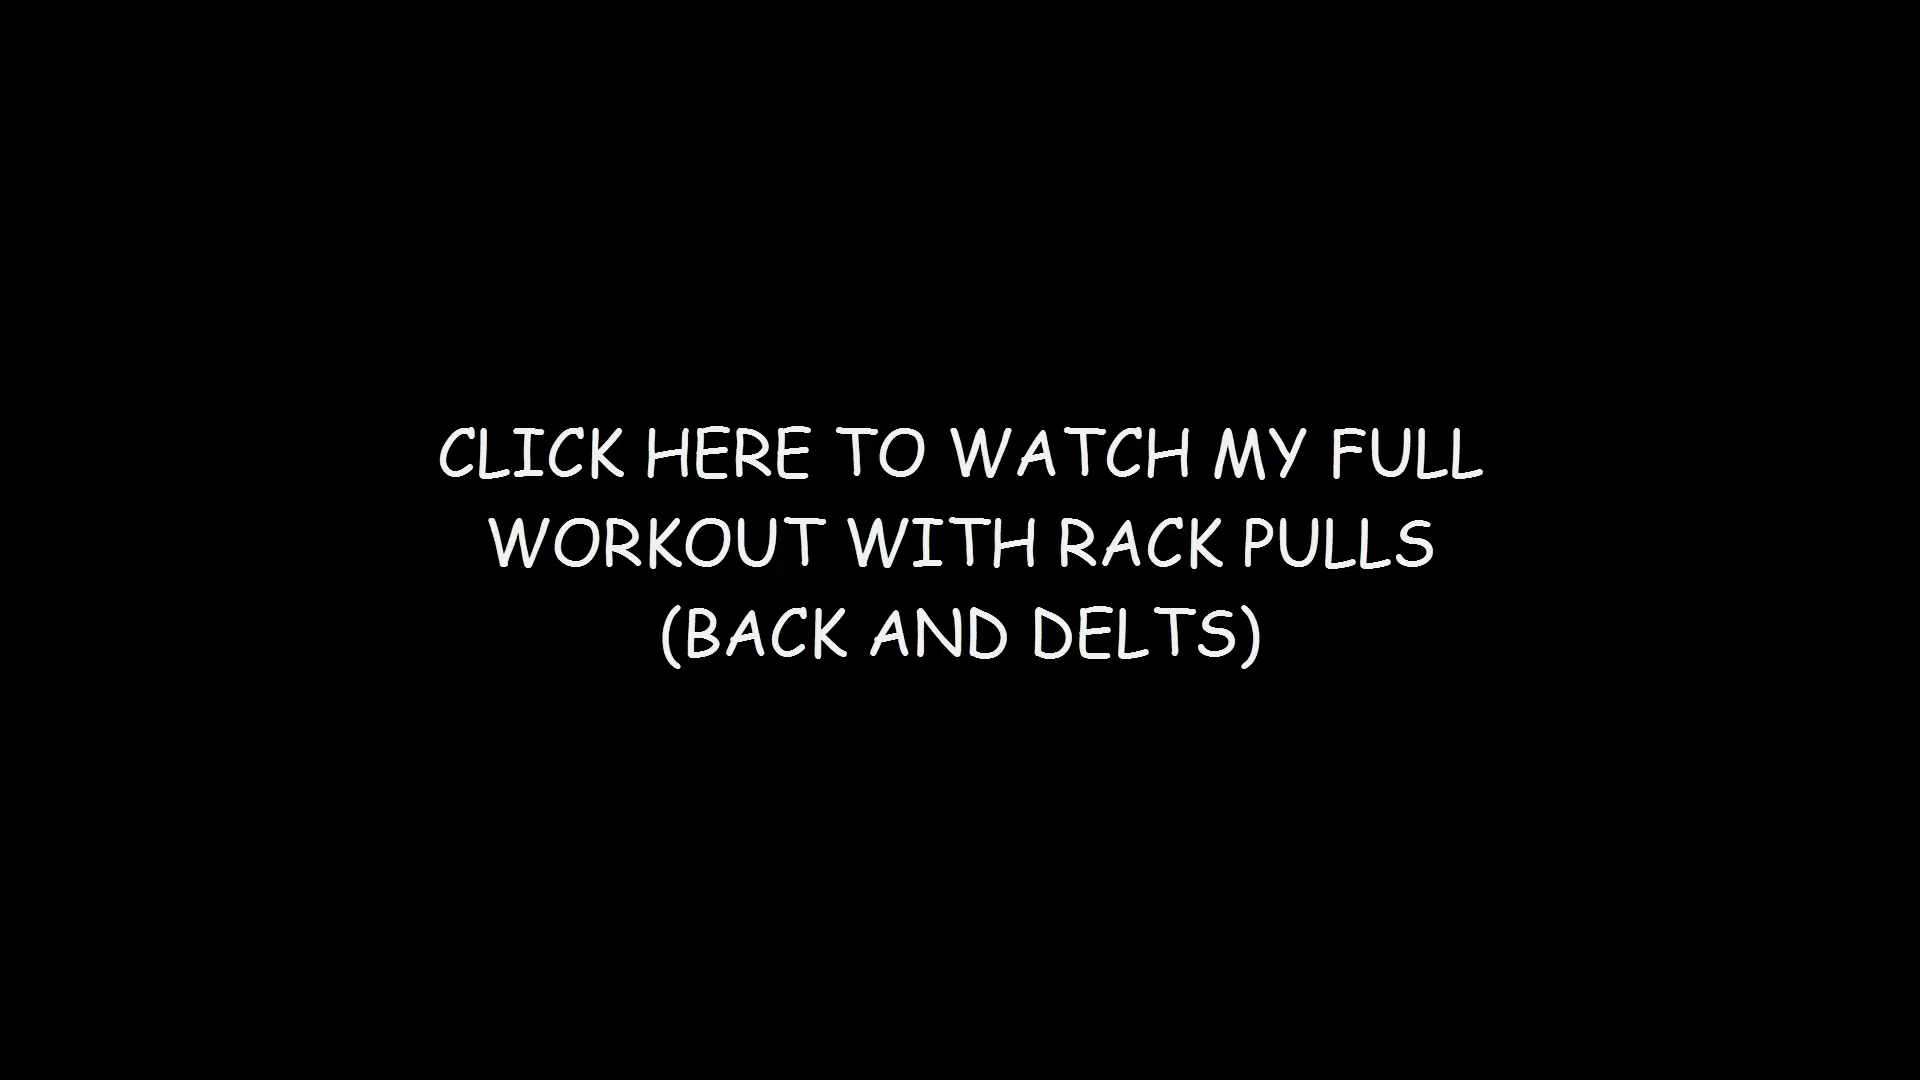 CLICK HERE TO WATCH MY FULL
WORKOUT WITH RACK PULLS
(BACK AND DELTS)